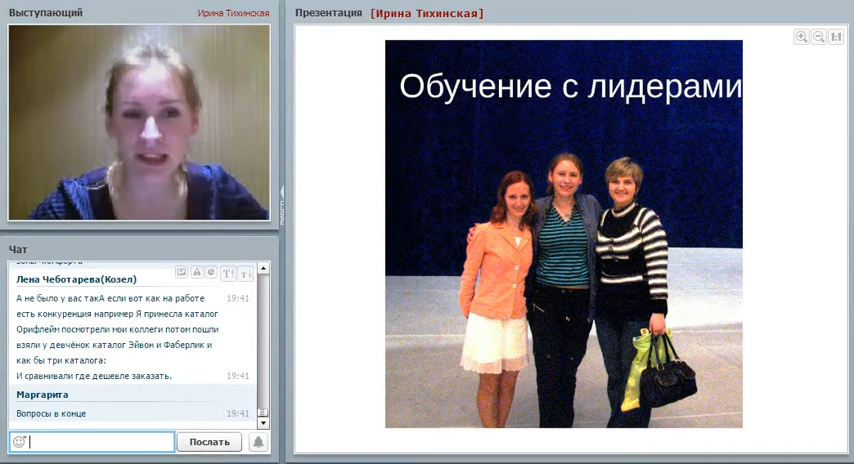 Выступающий
Ирина Тихинская
Чат
Лена Чеботарева(Козел)
А не было у вас такА если вот как на работе 19:41
есть конкуренция например Я принесла каталог
Орифлейм посмотрели мои коллеги потом пошли
взяли у девчёнок каталог Эйвон и Фаберлик и
как бы три каталога:
И сравнивали где дешевле заказать. 19:41
Маргарита
Вопросы в конце 19:41
Послать
Презентация [Ирина Тихинская]
1:1
Обучение с лидерами